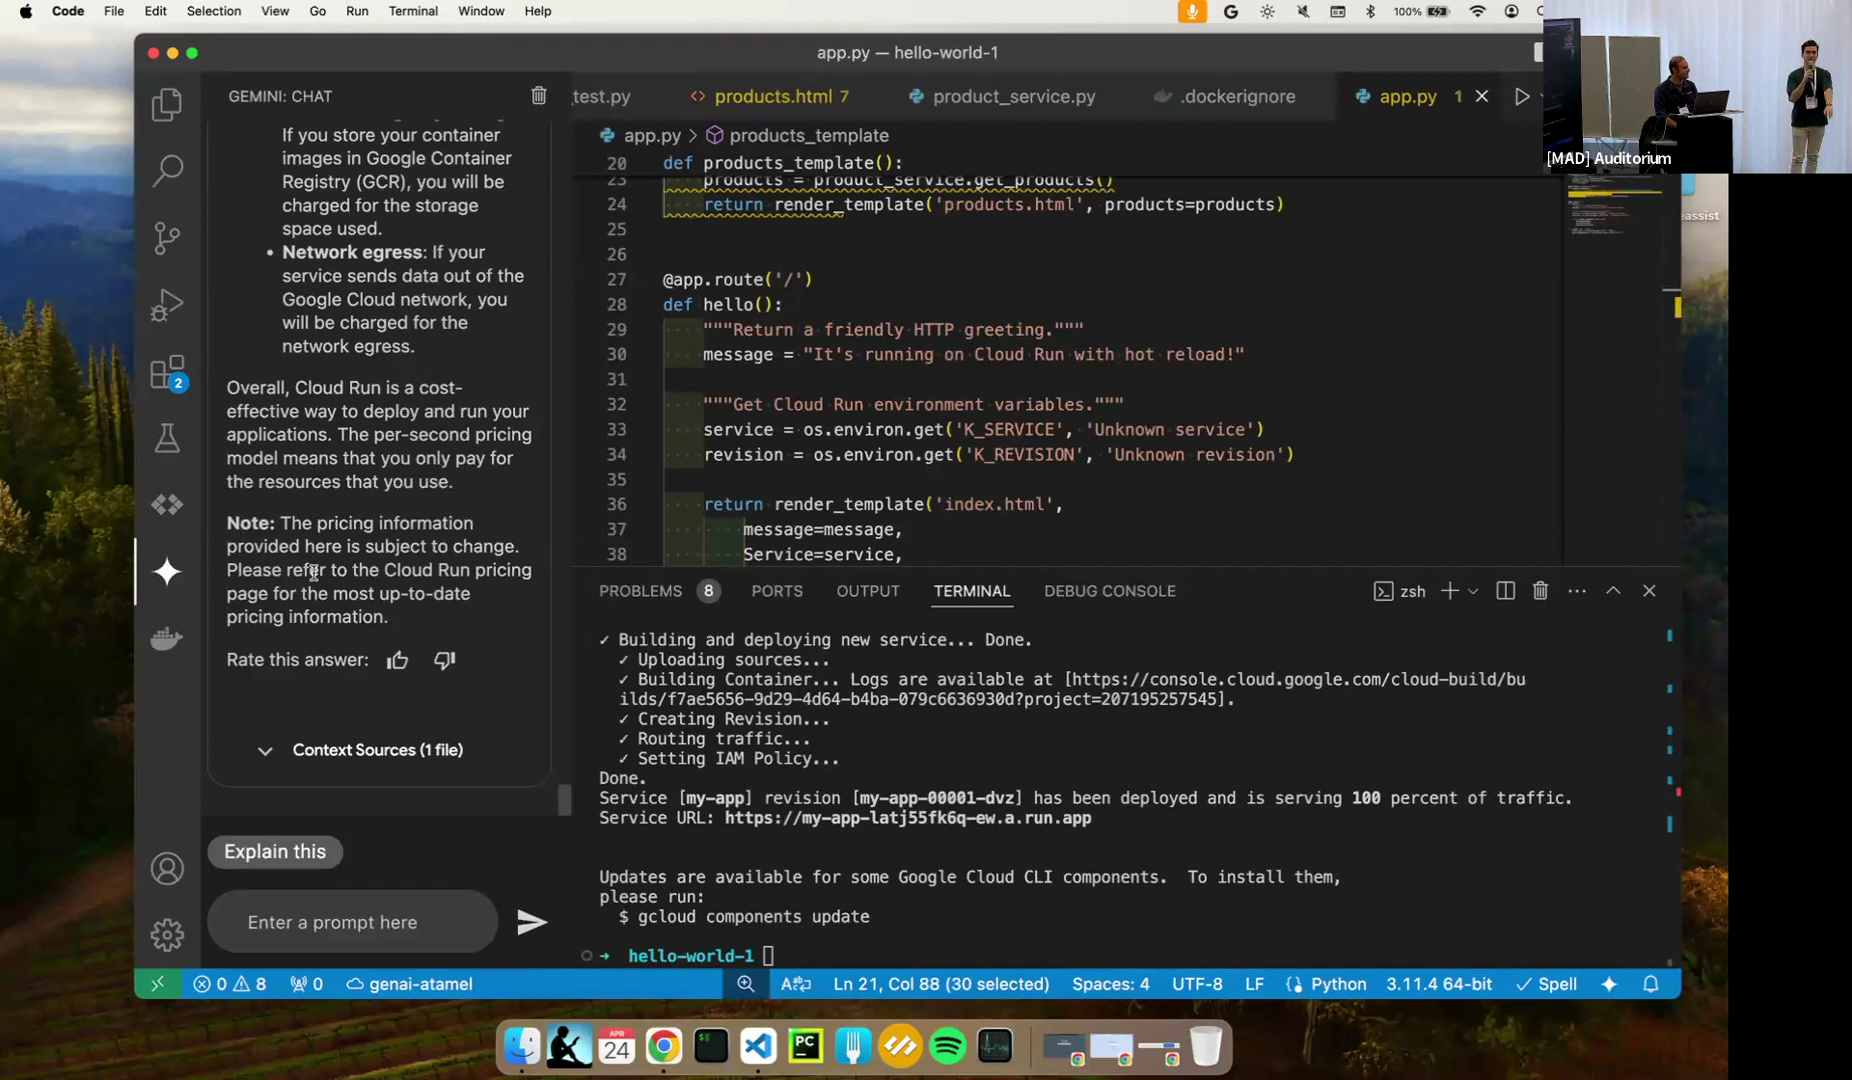 Code File Edit Selection View Go Run Terminal Window Help
100%
app.py — hello-world-1
[MAD] Auditorium
eassist
GEMINI: CHAT
If you store your container
images in Google Container
Registry (GCR), you will be
charged for the storage
space used.
• Network egress: If your
service sends data out of the
Google Cloud network, you
will be charged for the
network egress.
Overall, Cloud Run is a cost-
effective way to deploy and run your
applications. The per-second pricing
model means that you only pay for
the resources that you use.
Note: The pricing information
provided here is subject to change.
Please refer to the Cloud Run pricing
page for the most up-to-date
pricing information.
Rate this answer:
Context Sources (1 file)
Explain this
Enter a prompt here
2
_test.py <> products.html 7 product_service.py .dockerignore app.py 1
app.py > products_template
20 def products_template():
23 products = product_service.get_products()
24 return render_template('products.html', products=products)
25
26
27 @app.route('/')
28 def hello():
29 """Return a friendly HTTP greeting."""
30 message = "It's running on Cloud Run with hot reload!"
31
32 """Get Cloud Run environment variables."""
33 service = os.environ.get('K_SERVICE', 'Unknown service')
34 revision = os.environ.get('K_REVISION', 'Unknown revision')
35
36 return render_template('index.html',
37 message=message,
38 Service=service,
PROBLEMS 8 PORTS OUTPUT TERMINAL DEBUG CONSOLE zsh
✓ Building and deploying new service... Done.
✓ Uploading sources...
✓ Building Container... Logs are available at [https://console.cloud.google.com/cloud-build/bu
ilds/f7ae5656-9d29-4d64-b4ba-079c6636930d?project=207195257545].
✓ Creating Revision...
✓ Routing traffic...
✓ Setting IAM Policy...
Done.
Service [my-app] revision [my-app-00001-dvz] has been deployed and is serving 100 percent of traffic.
Service URL: https://my-app-latj55fk6q-ew.a.run.app
Updates are available for some Google Cloud CLI components. To install them,
please run:
$ gcloud components update
→ hello-world-1
0 8 0 genai-atamel Ln 21, Col 88 (30 selected) Spaces: 4 UTF-8 LF Python 3.11.4 64-bit ✓ Spell
APR
24
PC